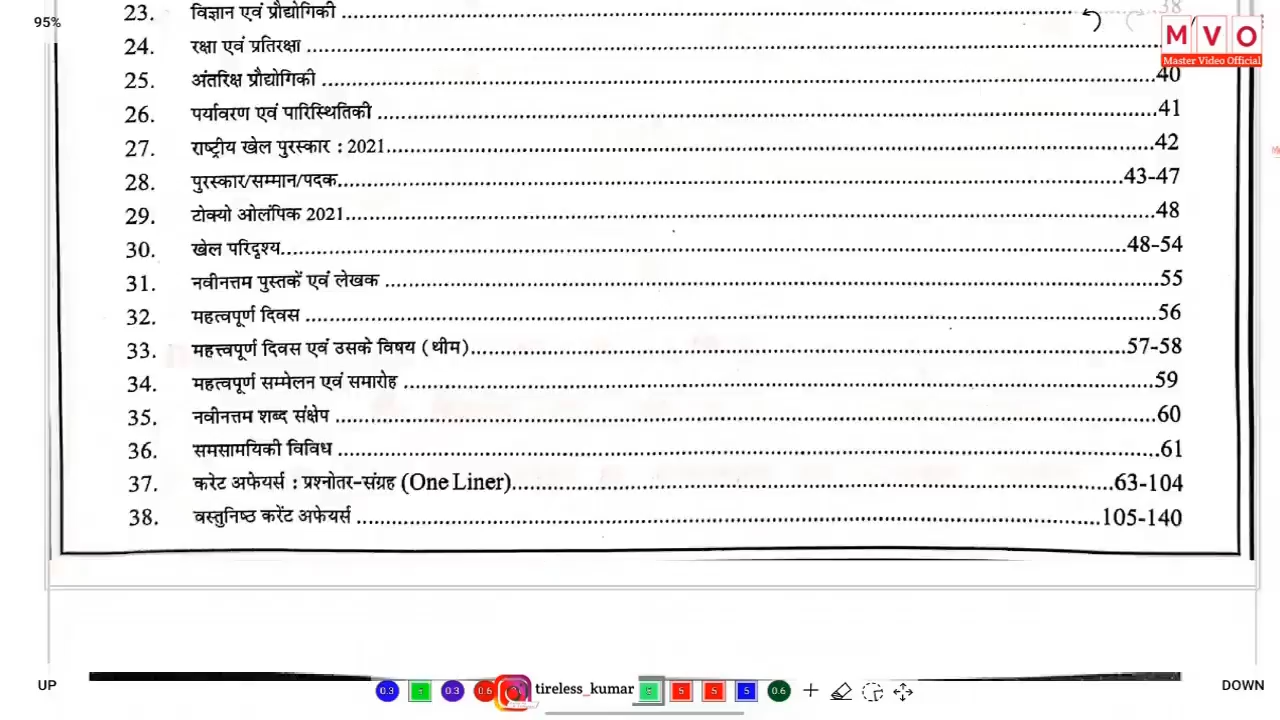 95%
23. विज्ञान एवं प्रौद्योगिकी ........ 38
24. रक्षा एवं प्रतिरक्षा ........
M V O
Master Video Official
25. अंतरिक्ष प्रौद्योगिकी ........ 40
26. पर्यावरण एवं पारिस्थितिकी ........ 41
27. राष्ट्रीय खेल पुरस्कार : 2021........ 42
28. पुरस्कार/सम्मान/पदक........ 43-47
29. टोक्यो ओलंपिक 2021........ 48
30. खेल परिदृश्य........ 48-54
31. नवीनत्तम पुस्तकें एवं लेखक ........ 55
32. महत्वपूर्ण दिवस ........ 56
33. महत्त्वपूर्ण दिवस एवं उसके विषय (थीम)........ 57-58
34. महत्वपूर्ण सम्मेलन एवं समारोह ........ 59
35. नवीनत्तम शब्द संक्षेप ........ 60
36. समसामयिकी विविध ........ 61
37. करेट अफेयर्स : प्रश्नोतर-संग्रह (One Liner)........ 63-104
38. वस्तुनिष्ठ करेंट अफेयर्स ........ 105-140
UP
0.3 0.3 0.6 tireless_kumar 5 5 5 0.6
DOWN